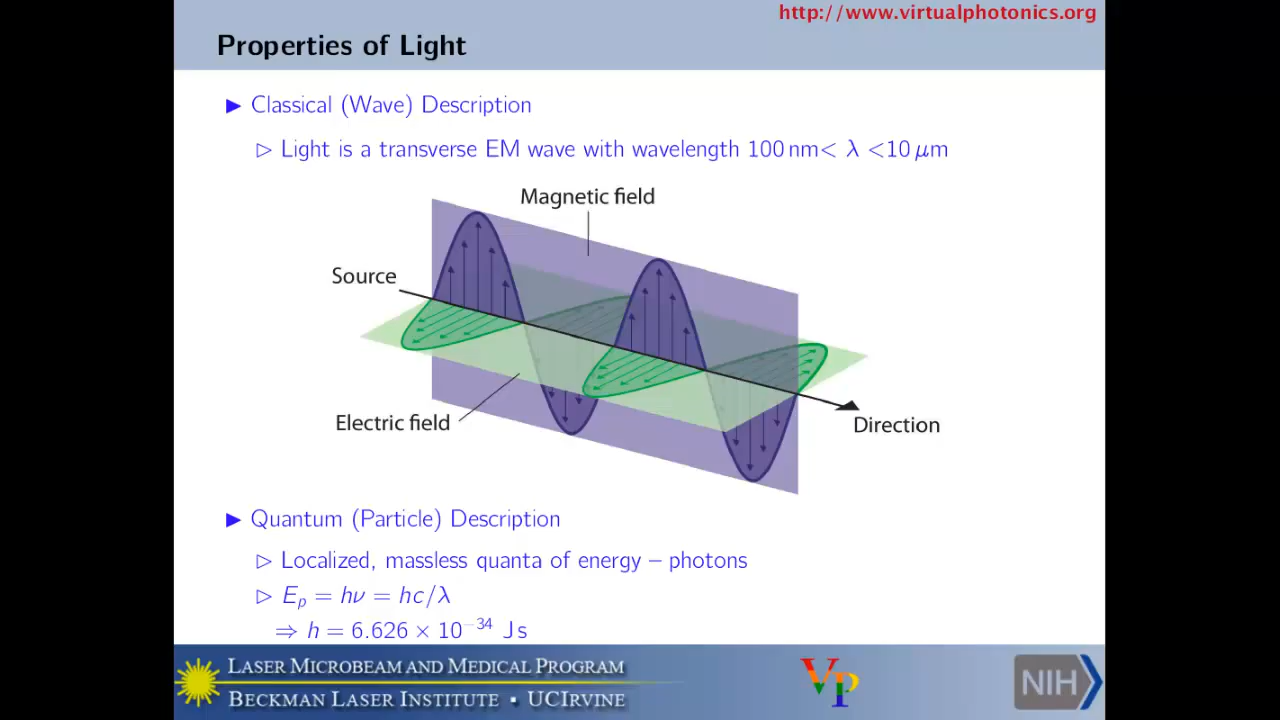 http://www.virtualphotonics.org
Properties of Light
▶ Classical (Wave) Description
▷ Light is a transverse EM wave with wavelength 100 nm< λ <10 μm
Magnetic field
Source
Electric field
Direction
▶ Quantum (Particle) Description
▷ Localized, massless quanta of energy – photons
▷ Eₚ = hν = hc/λ
⇒ h = 6.626 × 10⁻³⁴ Js
LASER MICROBEAM AND MEDICAL PROGRAM
BECKMAN LASER INSTITUTE • UCIRVINE
VP
NIH